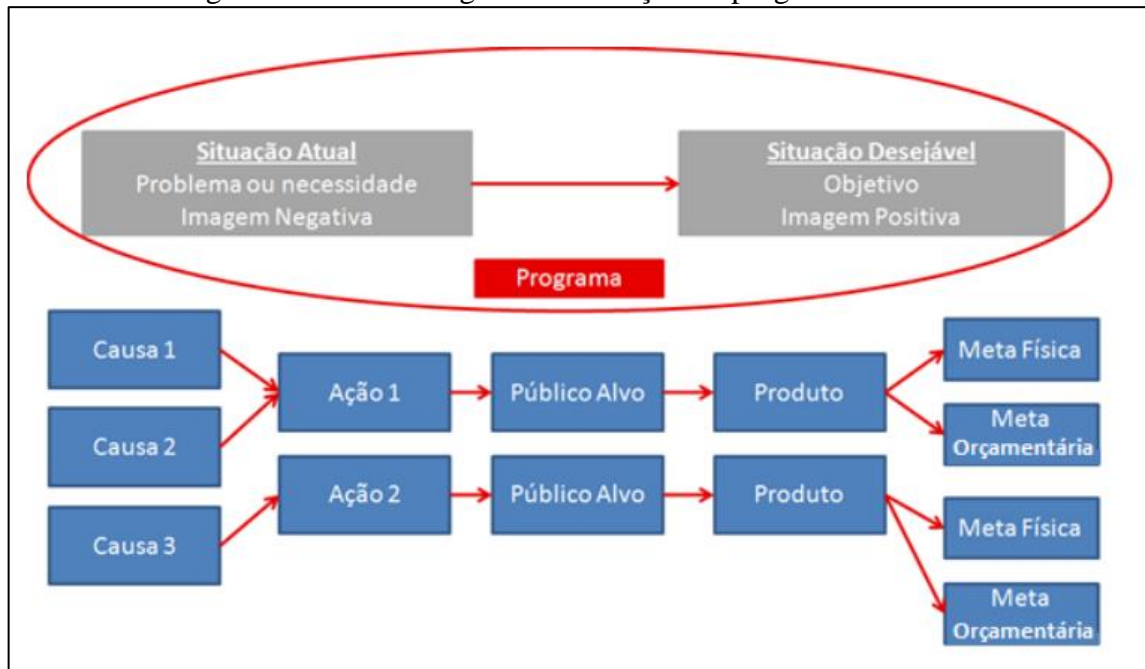 Situação Atual
Problema ou necessidade
Imagem Negativa
Situação Desejável
Objetivo
Imagem Positiva
Programa
Causa 1
Causa 2
Causa 3
Ação 1
Público Alvo
Produto
Meta Física
Meta
Orçamentária
Ação 2
Público Alvo
Produto
Meta Física
Meta
Orçamentária